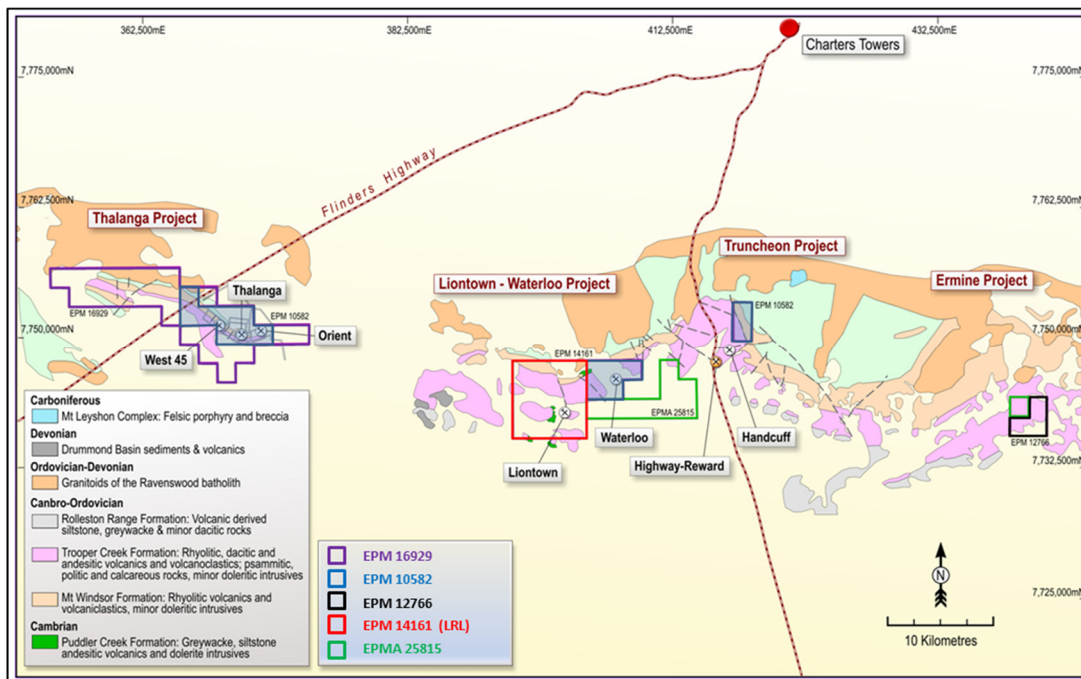 362,500mE
382,500mE
412,500mE
432,500mE
Charters Towers
7,775,000mN
7,775,000mN
Flinders Highway
7,762,500mN
7,762,500mN
Thalanga Project
Truncheon Project
Liontown - Waterloo Project
Ermine Project
Thalanga
EPM 10582
EPM 16929
EPM 10582
7,750,000mN
7,750,000mN
Orient
West 45
EPM 14161
EPMA 25815
Waterloo
Handcuff
EPM 12766
Liontown
Highway-Reward
7,732,500mN
Carboniferous
Mt Leyshon Complex: Felsic porphyry and breccia
Devonian
Drummond Basin sediments & volcanics
Ordovician-Devonian
Granitoids of the Ravenswood batholith
Canbro-Ordovician
Rolleston Range Formation: Volcanic derived
siltstone, greywacke & minor dacitic rocks
Trooper Creek Formation: Rhyolitic, dacitic and
andesitic volcanics and volcanoclastics; psammitic,
politic and calcareous rocks, minor doleritic intrusives
Mt Windsor Formation: Rhyolitic volcanics and
volcaniclastics, minor doleritic intrusives
Cambrian
Puddler Creek Formation: Greywacke, siltstone
andesitic volcanics and dolerite intrusives
EPM 16929
EPM 10582
EPM 12766
EPM 14161 (LRL)
EPMA 25815
N
10 Kilometres
7,725,000mN